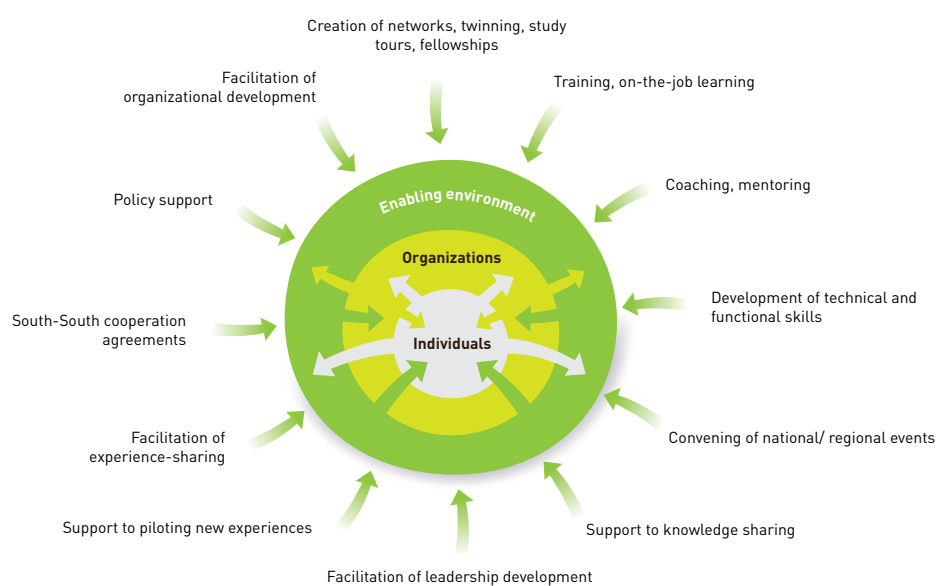 Creation of networks, twinning, study
tours, fellowships
Facilitation of
organizational development
Training, on-the-job learning
Policy support
Coaching, mentoring
Enabling environment
Organizations
South-South cooperation
agreements
Development of technical and
functional skills
Individuals
Facilitation of
experience-sharing
Convening of national/ regional events
Support to piloting new experiences
Support to knowledge sharing
Facilitation of leadership development